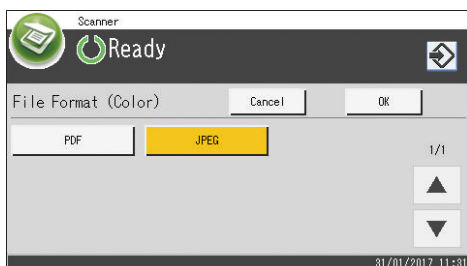 Scanner
Ready
File Format (Color)
Cancel
OK
PDF
JPEG
1/1
31/01/2017 11:31